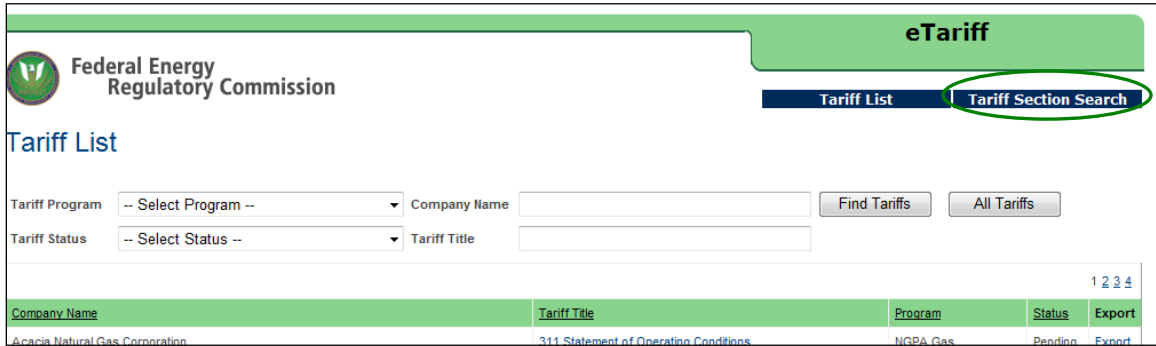 eTariff
Federal Energy
Regulatory Commission
Tariff List
Tariff Section Search
Tariff List
Tariff Program
-- Select Program --
Company Name
Find Tariffs
All Tariffs
Tariff Status
-- Select Status --
Tariff Title
1 2 3 4
Company Name
Tariff Title
Program
Status
Export
Acacia Natural Gas Corporation
311 Statement of Operating Conditions
NGPA Gas
Pending
Export